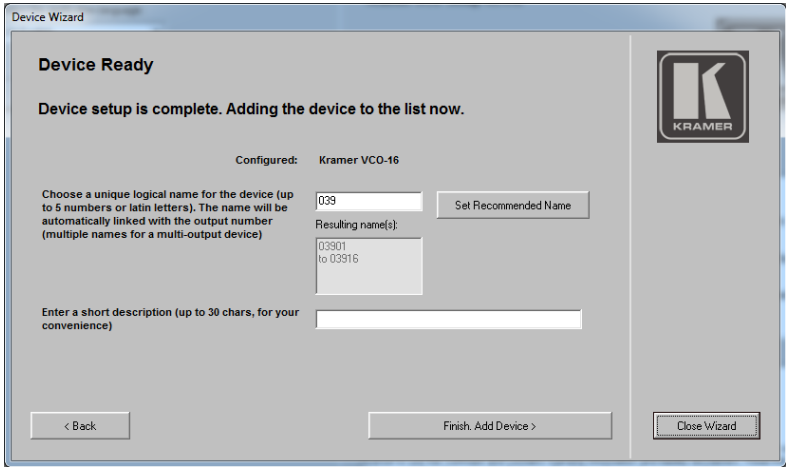 Device Wizard
Device Ready
Device setup is complete. Adding the device to the list now.
KRAMER
Configured: Kramer VCO-16
Choose a unique logical name for the device (up
to 5 numbers or latin letters). The name will be
automatically linked with the output number
(multiple names for a multi-output device)
039
Set Recommended Name
Resulting name(s):
03901
to 03916
Enter a short description (up to 30 chars, for your
convenience)
< Back
Finish. Add Device >
Close Wizard